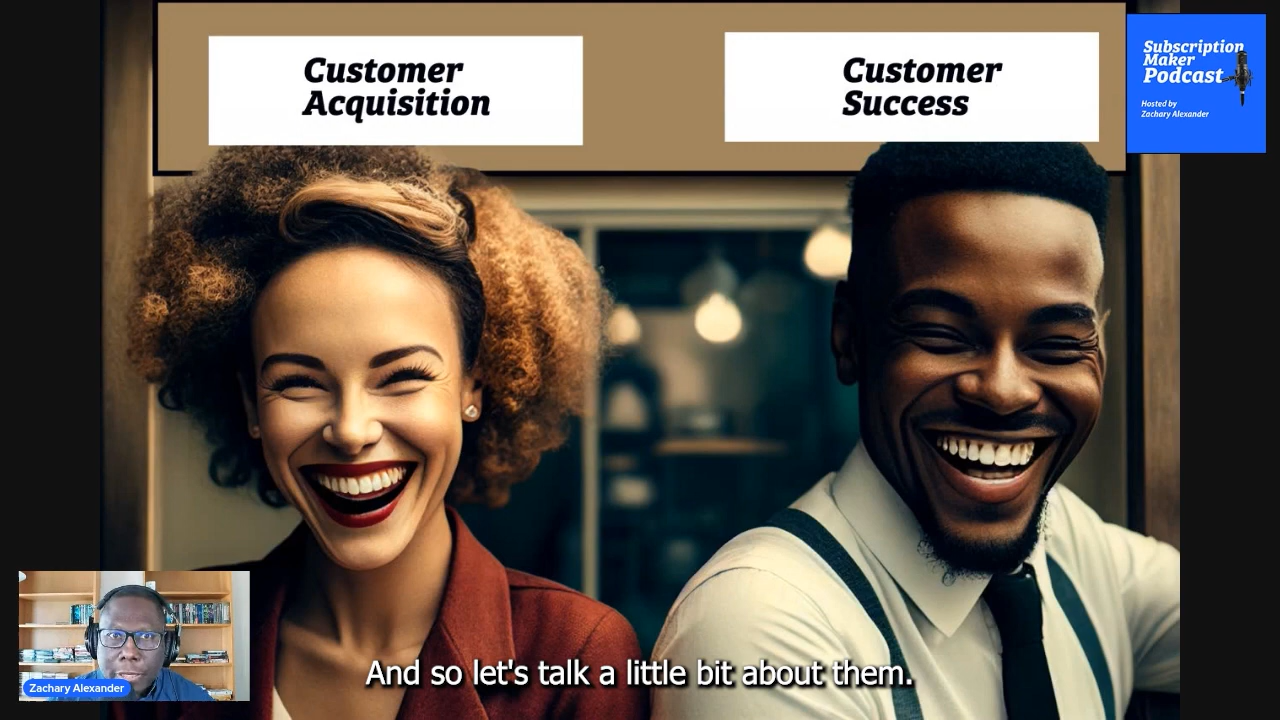 Customer
Acquisition
Customer
Success
Subscription
Maker
Podcast
Hosted by
Zachary Alexander
Zachary Alexander
And so let's talk a little bit about them.